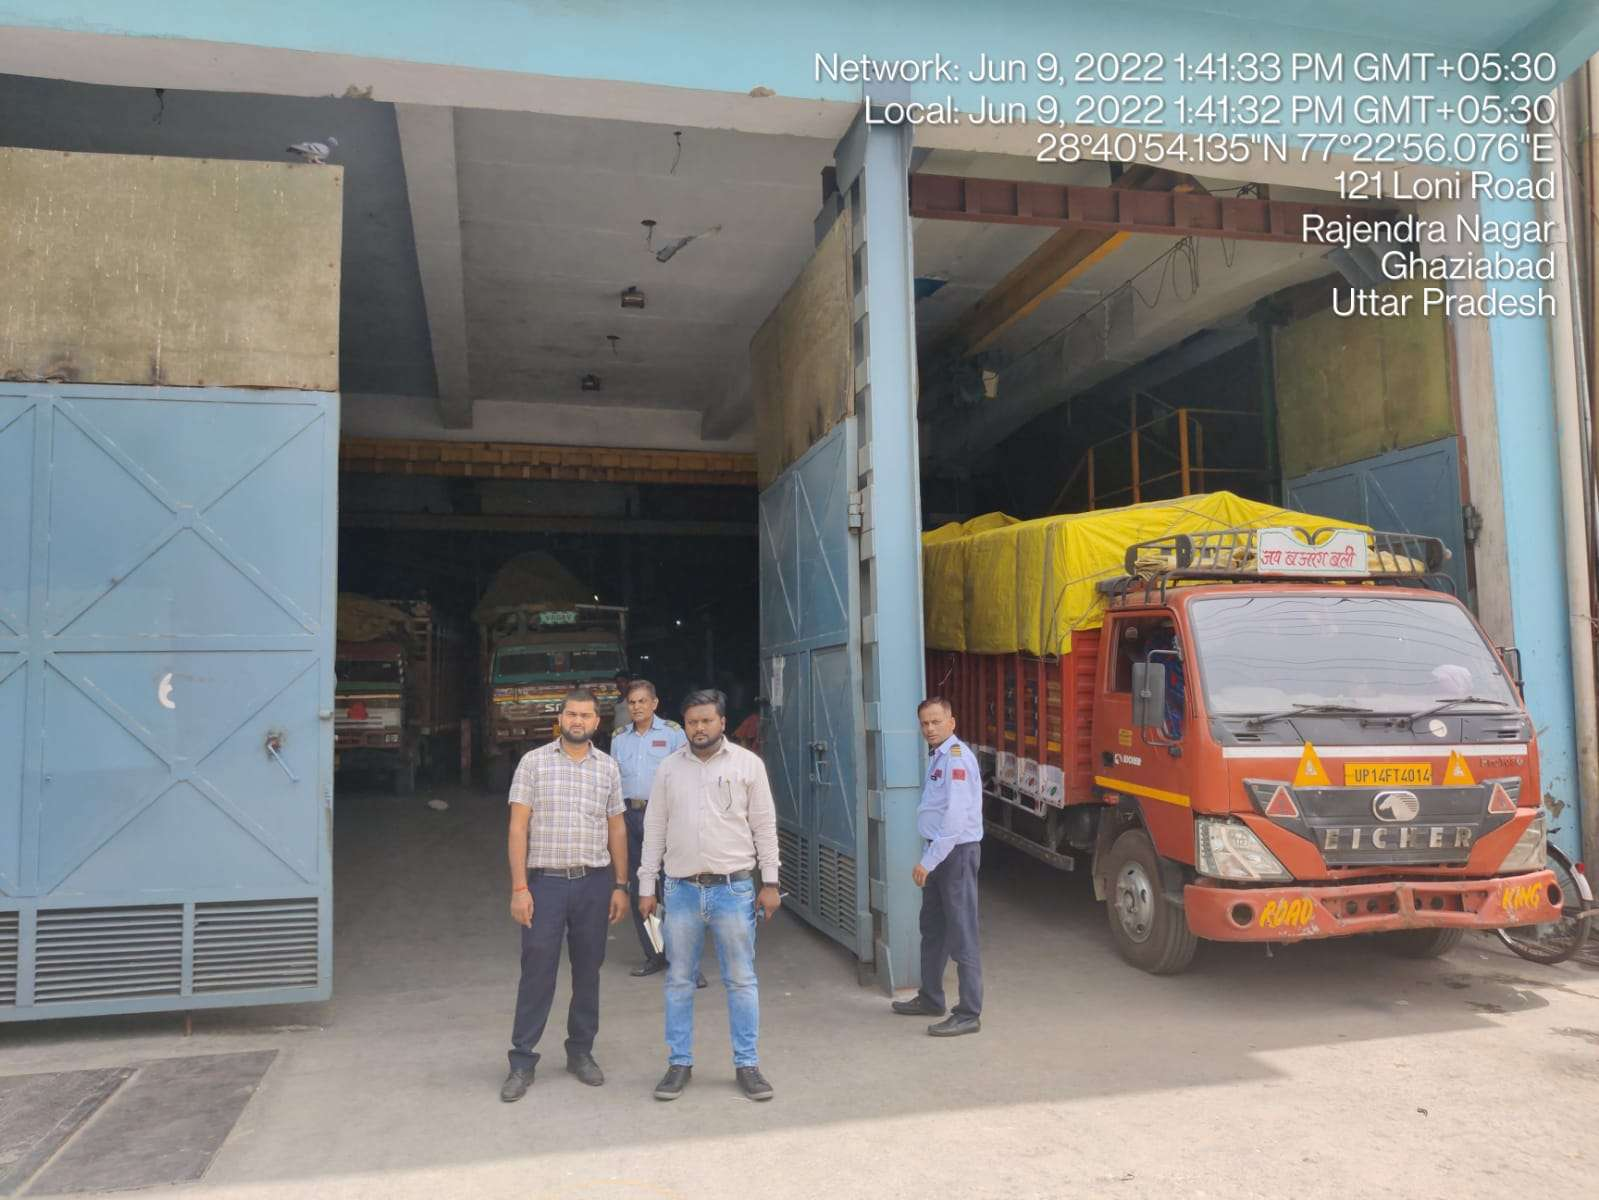 Network: Jun 9, 2022 1:41:33 PM GMT+05:30
Local: Jun 9, 2022 1:41:32 PM GMT+05:30
28°40'54.135"N 77°22'56.076"E
121 Loni Road
Rajendra Nagar
Ghaziabad
Uttar Pradesh
जय बजरंग बली
UP14FT4014
EICHER
EICHER
ROAD KING
6